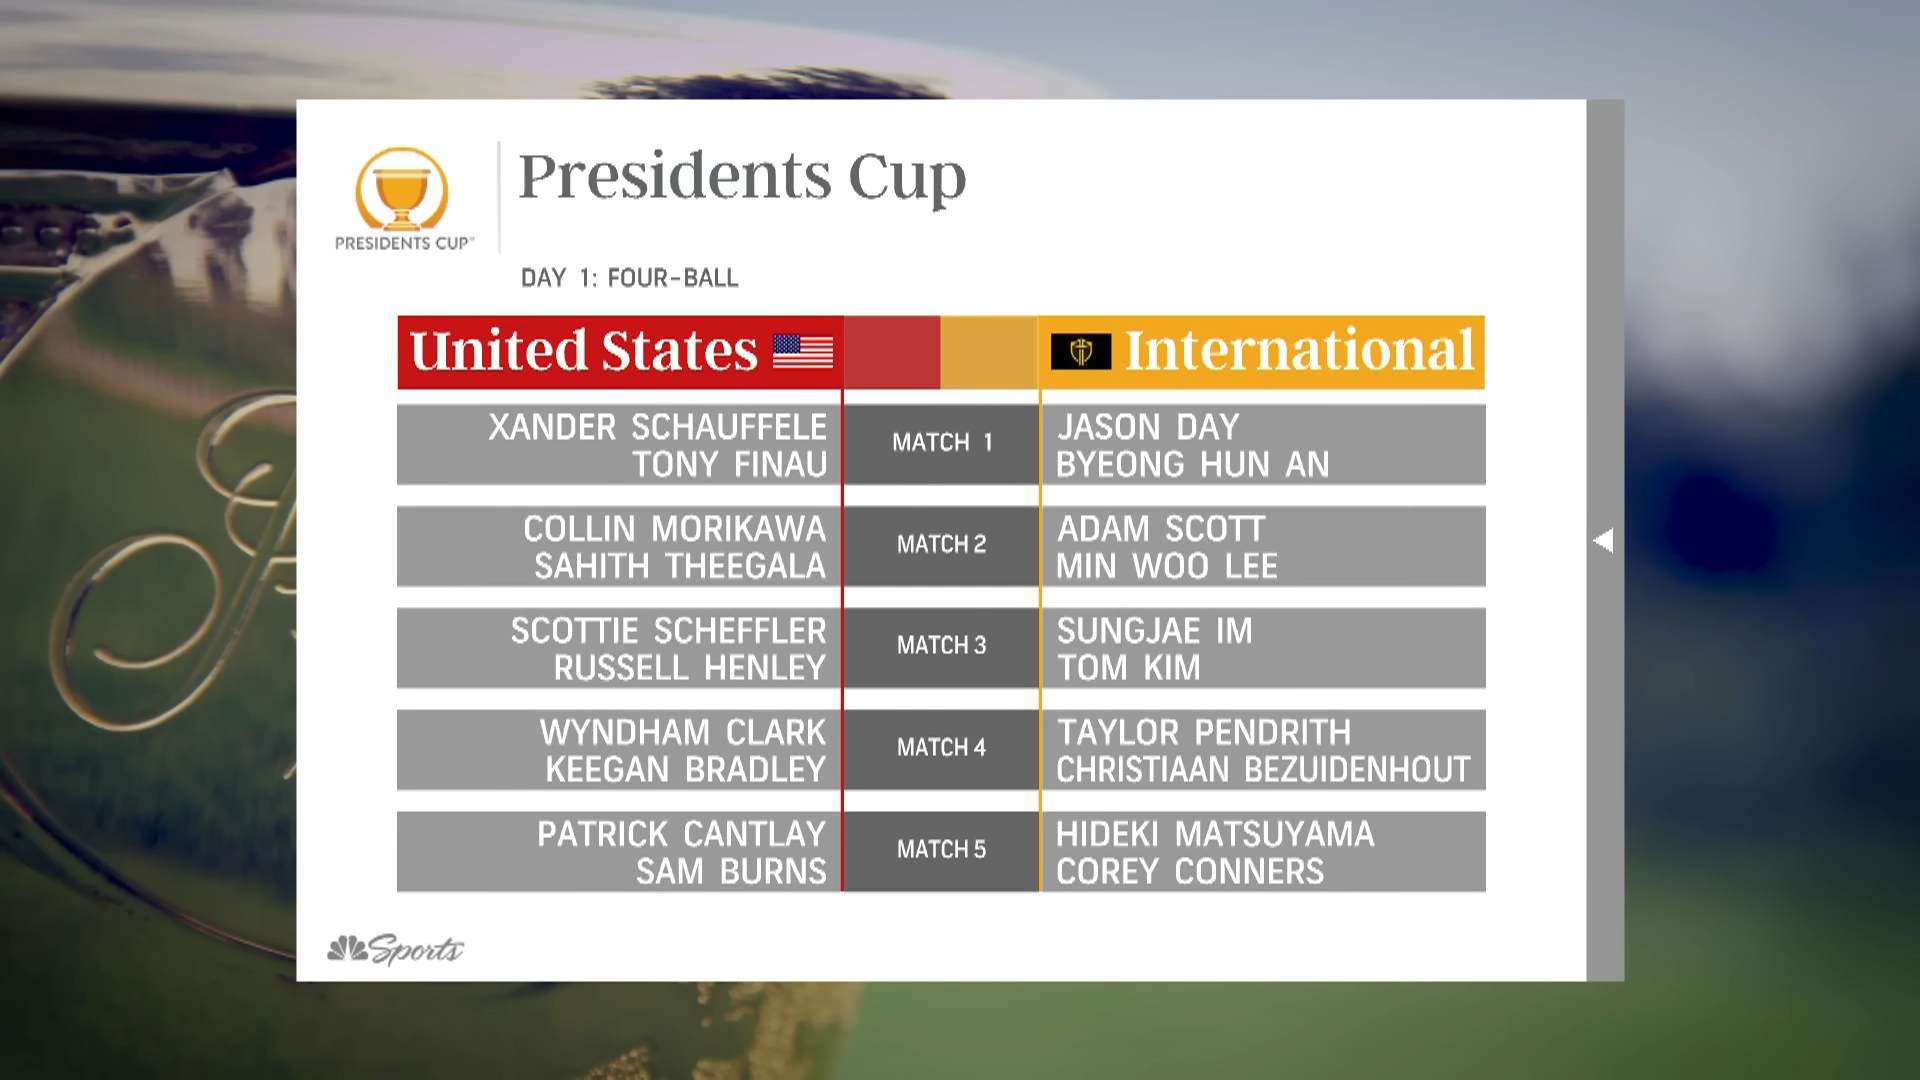 Presidents Cup
PRESIDENTS CUP
DAY 1: FOUR-BALL
United States
International
XANDER SCHAUFFELE
TONY FINAU
MATCH 1
JASON DAY
BYEONG HUN AN
COLLIN MORIKAWA
SAHITH THEEGALA
MATCH 2
ADAM SCOTT
MIN WOO LEE
SCOTTIE SCHEFFLER
RUSSELL HENLEY
MATCH 3
SUNGJAE IM
TOM KIM
WYNDHAM CLARK
KEEGAN BRADLEY
MATCH 4
TAYLOR PENDRITH
CHRISTIAAN BEZUIDENHOUT
PATRICK CANTLAY
SAM BURNS
MATCH 5
HIDEKI MATSUYAMA
COREY CONNERS
Sports